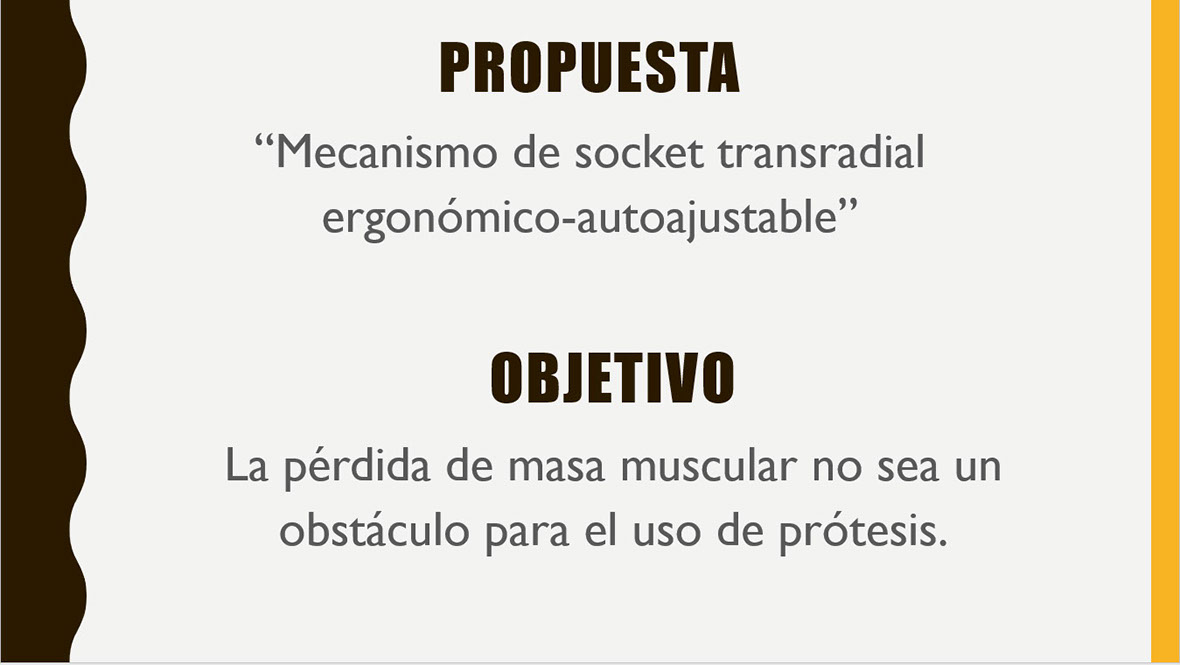 PROPUESTA
“Mecanismo de socket transradial
ergonómico-autoajustable”
OBJETIVO
La pérdida de masa muscular no sea un
obstáculo para el uso de prótesis.